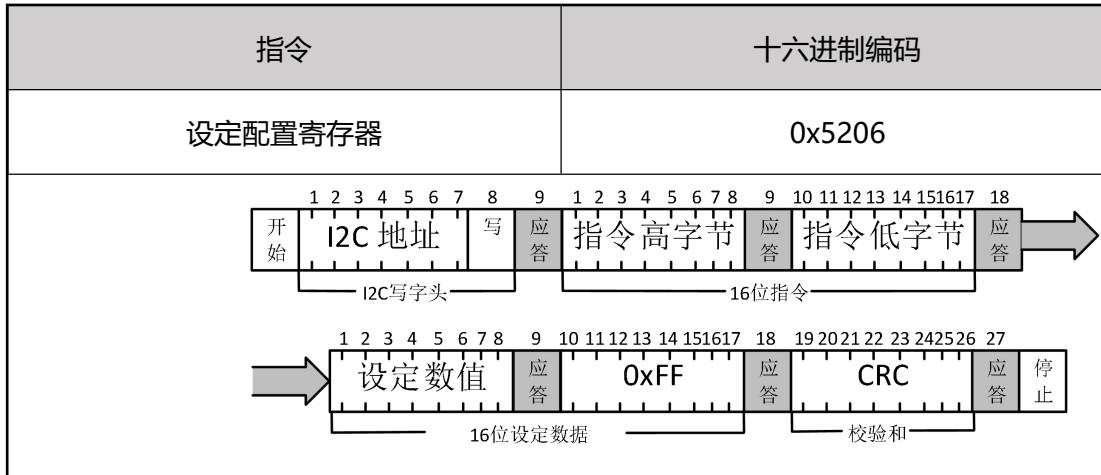 指令 十六进制编码
设定配置寄存器 0x5206
1 2 3 4 5 6 7 8 9 1 2 3 4 5 6 7 8 9 10 11 12 13 14 15 16 17 18
开始 I2C 地址 写 应答 指令高字节 应答 指令低字节 应答
I2C写字头 16位指令
1 2 3 4 5 6 7 8 9 10 11 12 13 14 15 16 17 18 19 20 21 22 23 24 25 26 27
设定数值 应答 0xFF 应答 CRC 应答 停止
16位设定数据 校验和